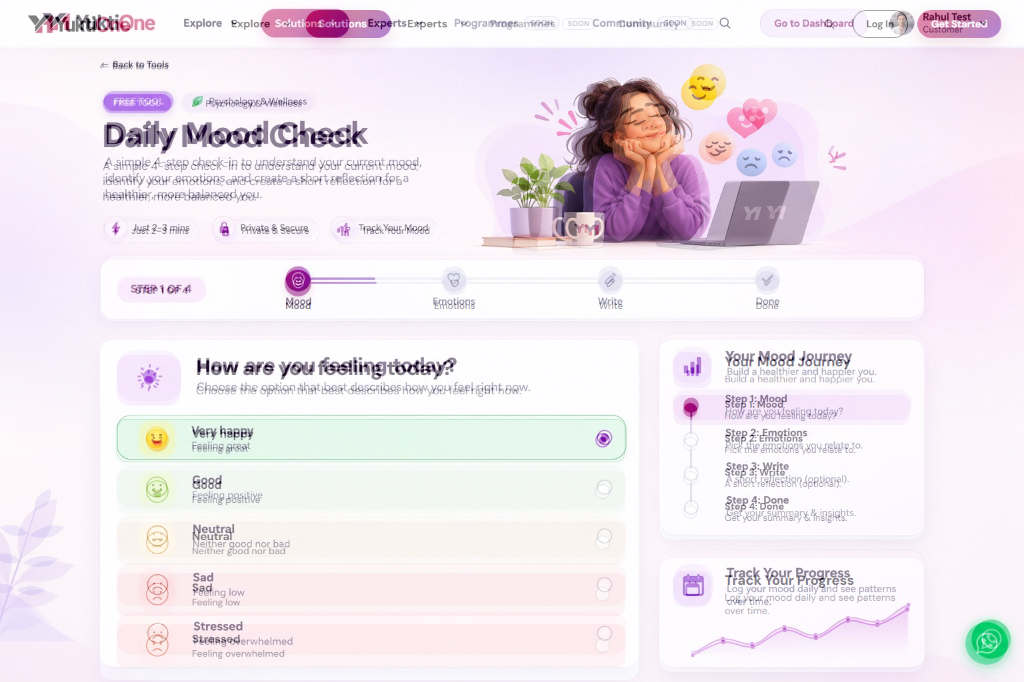 Explore Solutions Experts Programmes SOON Community SOON Go to Dashboard Log In Get Started
Rahul Test
Customer
← Back to Tools
FREE TOOL Psychology & Wellness
Daily Mood Check
A simple 4-step check-in to understand your current mood,
identify your emotions, and create a short reflection for a
healthier, more balanced you.
Just 2–3 mins Private & Secure Track Your Mood
STEP 1 OF 4
Mood Emotions Write Done
How are you feeling today?
Choose the option that best describes how you feel right now.
Very happy
Feeling great
Good
Feeling positive
Neutral
Neither good nor bad
Sad
Feeling low
Stressed
Feeling overwhelmed
Your Mood Journey
Build a healthier and happier you.
Step 1: Mood
How are you feeling today?
Step 2: Emotions
Pick the emotions you relate to.
Step 3: Write
A short reflection (optional).
Step 4: Done
Get your summary & insights.
Track Your Progress
Log your mood daily and see patterns
over time.